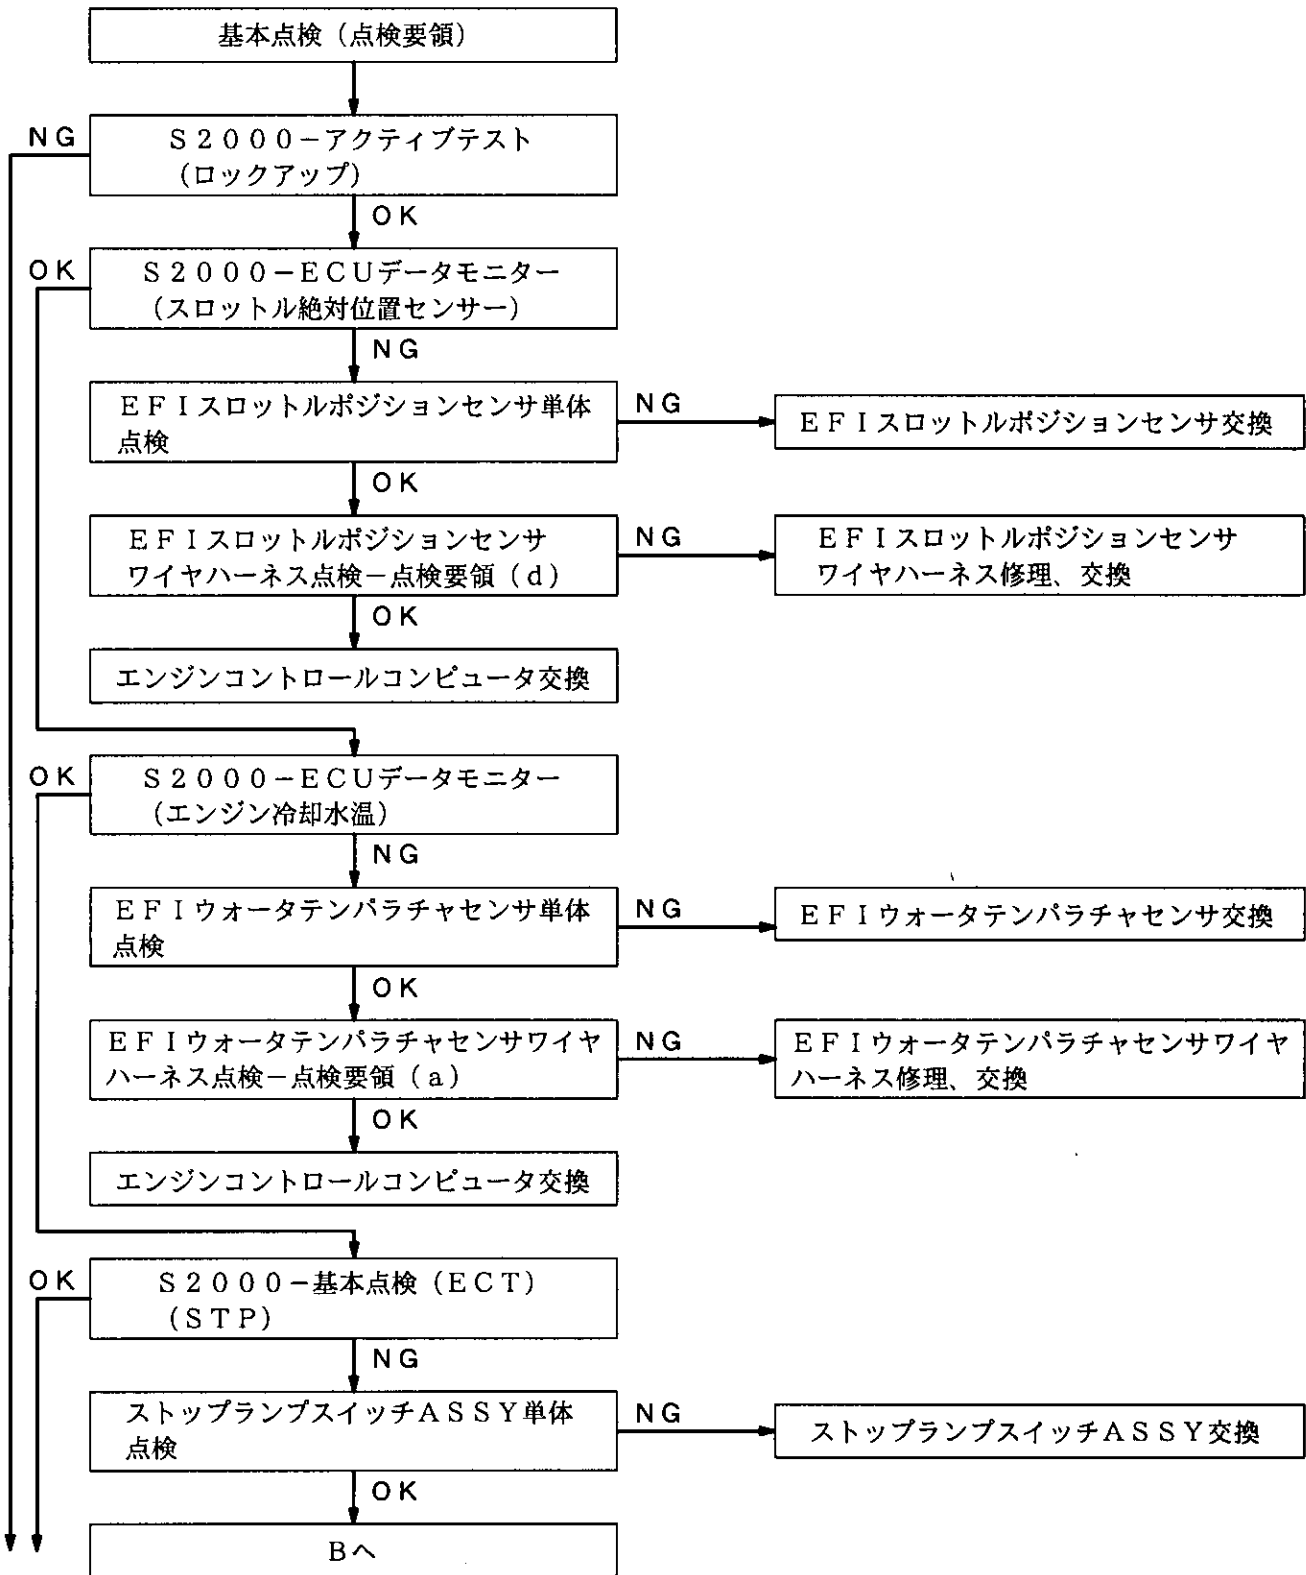 基本点検(点検要領)
NG
S2000-アクティブテスト
(ロックアップ)
OK
OK
S2000-ECUデータモニター
(スロットル絶対位置センサー)
NG
EFIスロットルポジションセンサ単体
点検
NG
EFIスロットルポジションセンサ交換
OK
EFIスロットルポジションセンサ
ワイヤハーネス点検-点検要領(d)
NG
EFIスロットルポジションセンサ
ワイヤハーネス修理、交換
OK
エンジンコントロールコンピュータ交換
OK
S2000-ECUデータモニター
(エンジン冷却水温)
NG
EFIウォータテンパラチャセンサ単体
点検
NG
EFIウォータテンパラチャセンサ交換
OK
EFIウォータテンパラチャセンサワイヤ
ハーネス点検-点検要領(a)
NG
EFIウォータテンパラチャセンサワイヤ
ハーネス修理、交換
OK
エンジンコントロールコンピュータ交換
OK
S2000-基本点検(ECT)
(STP)
NG
ストップランプスイッチASSY単体
点検
NG
ストップランプスイッチASSY交換
OK
Bへ